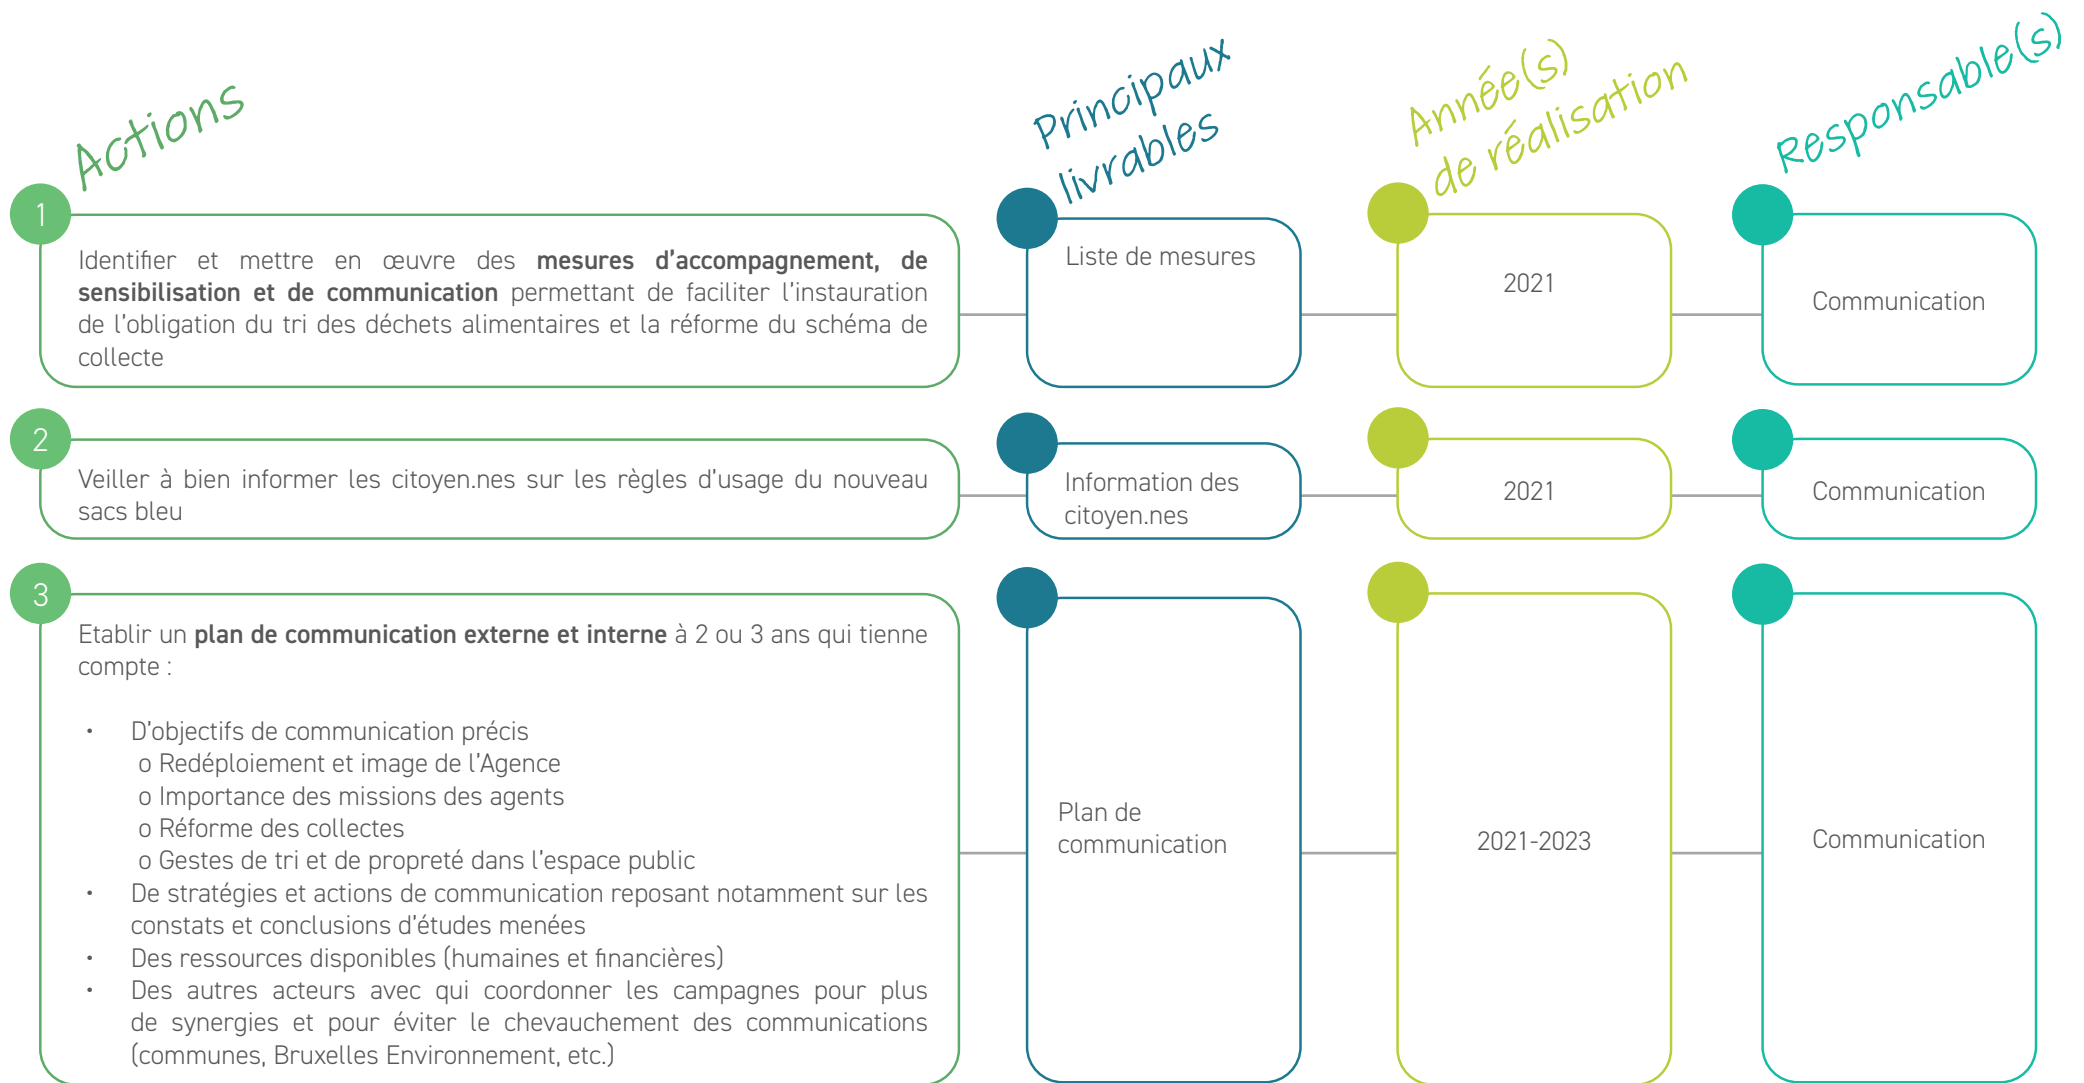 Actions
Principaux
livrables
Année(s)
de réalisation
Responsable(s)
1
Identifier et mettre en œuvre des mesures d'accompagnement, de
sensibilisation et de communication permettant de faciliter l'instauration
de l'obligation du tri des déchets alimentaires et la réforme du schéma de
collecte
Liste de mesures
2021
Communication
2
Veiller à bien informer les citoyen.nes sur les règles d'usage du nouveau
sacs bleu
Information des
citoyen.nes
2021
Communication
3
Etablir un plan de communication externe et interne à 2 ou 3 ans qui tienne
compte :
• D'objectifs de communication précis
o Redéploiement et image de l'Agence
o Importance des missions des agents
o Réforme des collectes
o Gestes de tri et de propreté dans l'espace public
• De stratégies et actions de communication reposant notamment sur les
constats et conclusions d'études menées
• Des ressources disponibles (humaines et financières)
• Des autres acteurs avec qui coordonner les campagnes pour plus
de synergies et pour éviter le chevauchement des communications
(communes, Bruxelles Environnement, etc.)
Plan de
communication
2021-2023
Communication